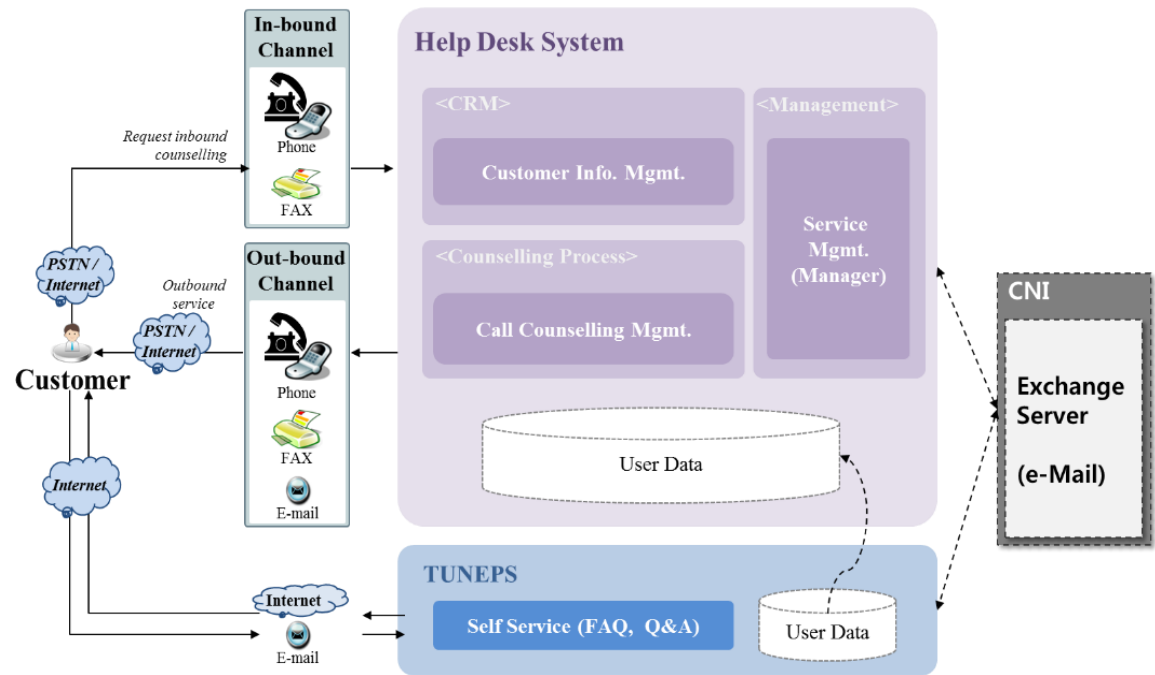 In-bound
Channel
Phone
FAX
Request inbound
counselling
PSTN /
Internet
Out-bound
Channel
Phone
FAX
E-mail
Outbound
service
PSTN /
Internet
Customer
Internet
Internet
E-mail
Help Desk System
<CRM>
Customer Info. Mgmt.
<Counselling Process>
Call Counselling Mgmt.
<Management>
Service
Mgmt.
(Manager)
User Data
TUNEPS
Self Service (FAQ, Q&A)
User Data
CNI
Exchange
Server
(e-Mail)